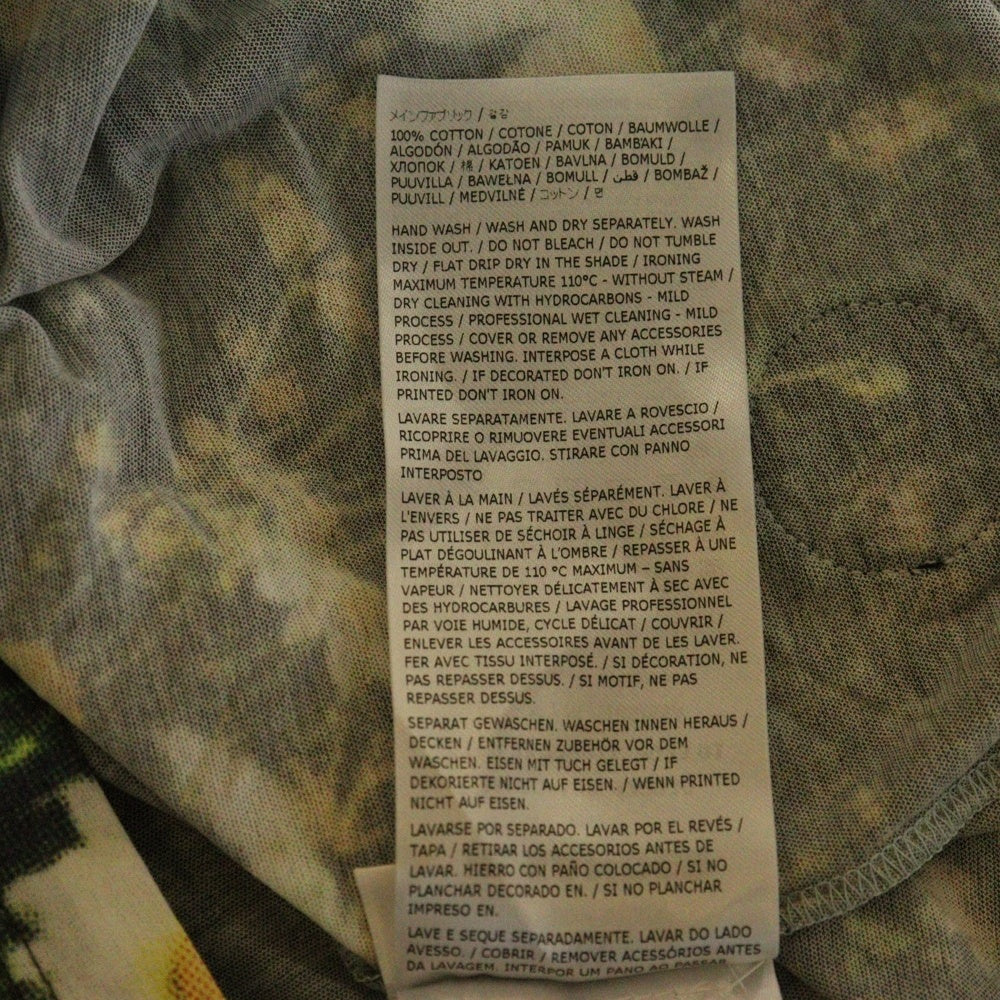 メインファブリック / 겉감
100% COTTON / COTONE / COTON / BAUMWOLLE /
ALGODÓN / ALGODÃO / PAMUK / BAMBAKI /
ХЛОПОК / 棉 / KATOEN / BAVLNA / BOMULD /
PUUVILLA / BAWEŁNA / BOMULL / قطن / BOMBAŽ /
PUUVILL / MEDVILNĖ / コットン / 면
HAND WASH / WASH AND DRY SEPARATELY. WASH
INSIDE OUT. / DO NOT BLEACH / DO NOT TUMBLE
DRY / FLAT DRIP DRY IN THE SHADE / IRONING
MAXIMUM TEMPERATURE 110°C - WITHOUT STEAM /
DRY CLEANING WITH HYDROCARBONS - MILD
PROCESS / PROFESSIONAL WET CLEANING - MILD
PROCESS / COVER OR REMOVE ANY ACCESSORIES
BEFORE WASHING. INTERPOSE A CLOTH WHILE
IRONING. / IF DECORATED DON'T IRON ON. / IF
PRINTED DON'T IRON ON.
LAVARE SEPARATAMENTE. LAVARE A ROVESCIO /
RICOPRIRE O RIMUOVERE EVENTUALI ACCESSORI
PRIMA DEL LAVAGGIO. STIRARE CON PANNO
INTERPOSTO
LAVER À LA MAIN / LAVÉS SÉPARÉMENT. LAVER À
L'ENVERS / NE PAS TRAITER AVEC DU CHLORE / NE
PAS UTILISER DE SÉCHOIR À LINGE / SÉCHAGE À
PLAT DÉGOULINANT À L'OMBRE / REPASSER À UNE
TEMPÉRATURE DE 110 °C MAXIMUM – SANS
VAPEUR / NETTOYER DÉLICATEMENT À SEC AVEC
DES HYDROCARBURES / LAVAGE PROFESSIONNEL
PAR VOIE HUMIDE, CYCLE DÉLICAT / COUVRIR /
ENLEVER LES ACCESSOIRES AVANT DE LES LAVER.
FER AVEC TISSU INTERPOSÉ. / SI DÉCORATION, NE
PAS REPASSER DESSUS. / SI MOTIF, NE PAS
REPASSER DESSUS.
SEPARAT GEWASCHEN. WASCHEN INNEN HERAUS /
DECKEN / ENTFERNEN ZUBEHÖR VOR DEM
WASCHEN. EISEN MIT TUCH GELEGT / IF
DEKORIERTE NICHT AUF EISEN. / WENN PRINTED
NICHT AUF EISEN.
LAVARSE POR SEPARADO. LAVAR POR EL REVÉS /
TAPA / RETIRAR LOS ACCESORIOS ANTES DE
LAVAR. HIERRO CON PAÑO COLOCADO / SI NO
PLANCHAR DECORADO EN. / SI NO PLANCHAR
IMPRESO EN.
LAVE E SEQUE SEPARADAMENTE. LAVAR DO LADO
AVESSO. / COBRIR / REMOVER ACESSÓRIOS ANTES
DA LAVAGEM. INTERPOR UM PANO AO PASSAR